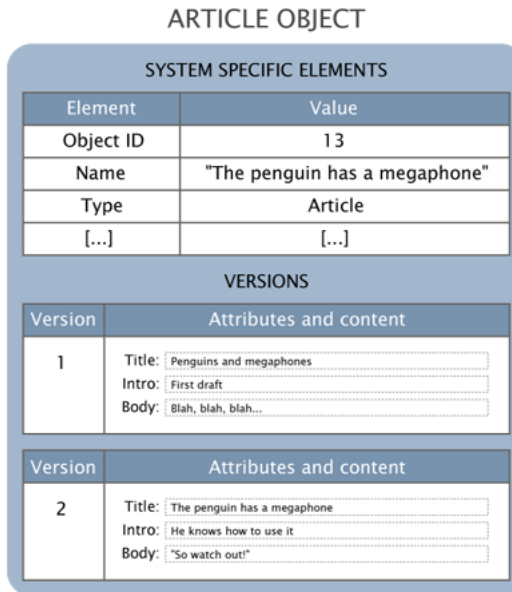 ARTICLE OBJECT
SYSTEM SPECIFIC ELEMENTS
Element Value
Object ID 13
Name "The penguin has a megaphone"
Type Article
[...] [...]
VERSIONS
Version Attributes and content
1 Title: Penguins and megaphones
Intro: First draft
Body: Blah, blah, blah...
Version Attributes and content
2 Title: The penguin has a megaphone
Intro: He knows how to use it
Body: "So watch out!"